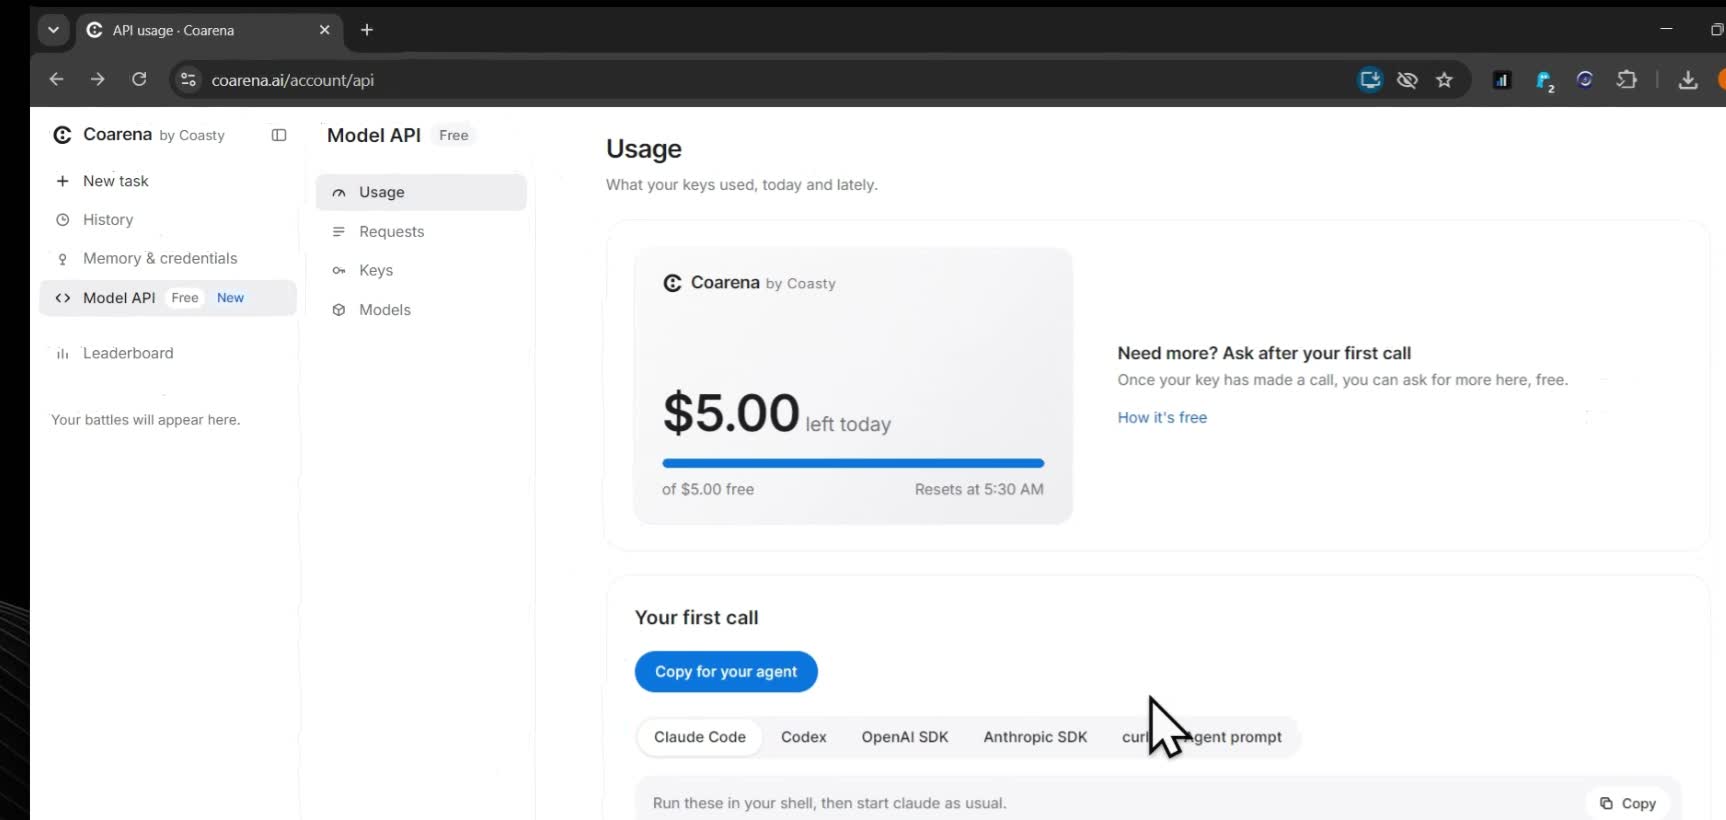 API usage · Coarena
coarena.ai/account/api
2
Coarena by Coasty
New task
History
Memory & credentials
Model API Free New
Leaderboard
Your battles will appear here.
Model API Free
Usage
Requests
Keys
Models
Usage
What your keys used, today and lately.
Coarena by Coasty
$5.00 left today
of $5.00 free Resets at 5:30 AM
Need more? Ask after your first call
Once your key has made a call, you can ask for more here, free.
How it's free
Your first call
Copy for your agent
Claude Code Codex OpenAI SDK Anthropic SDK curl Agent prompt
Run these in your shell, then start claude as usual.
Copy